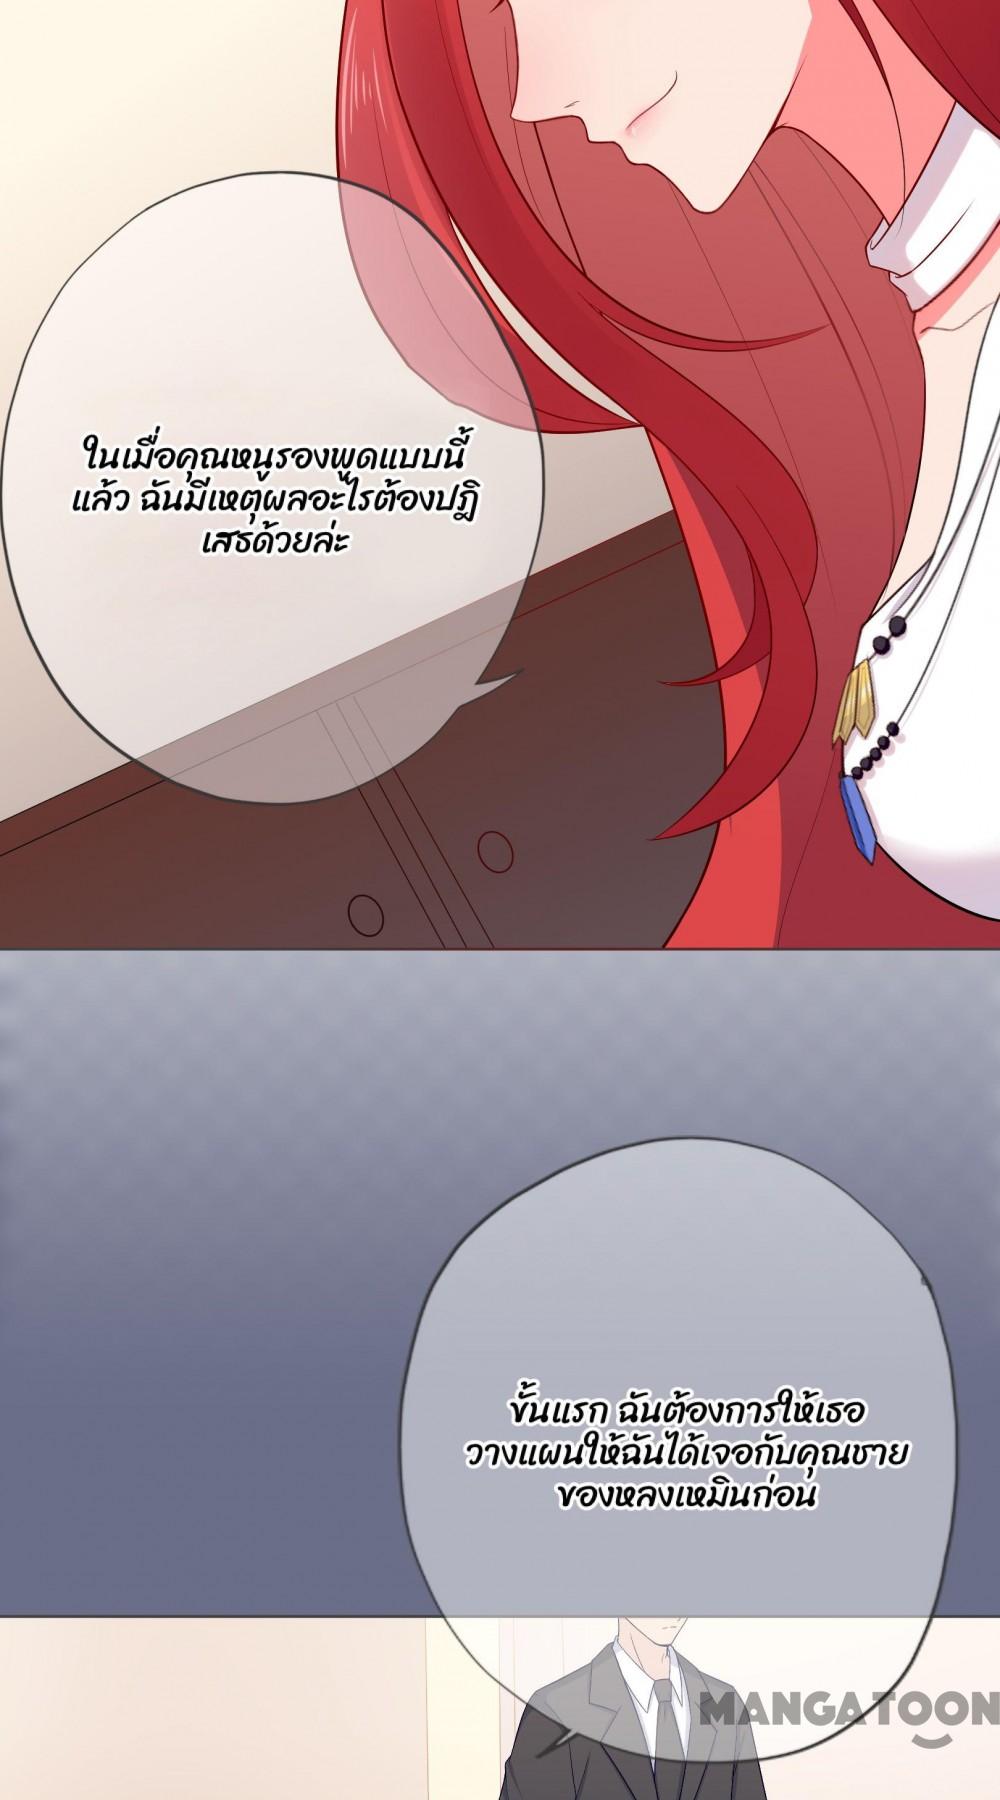 ในเมื่อคุณหนูรองพูดแบบนี้
แล้ว ฉันมีเหตุผลอะไรต้องปฎิ
เสธด้วยล่ะ
ขั้นแรก ฉันต้องการให้เธอ
วางแผนให้ฉันได้เจอกับคุณชาย
ของหลงเหมินก่อน
MANGATOON